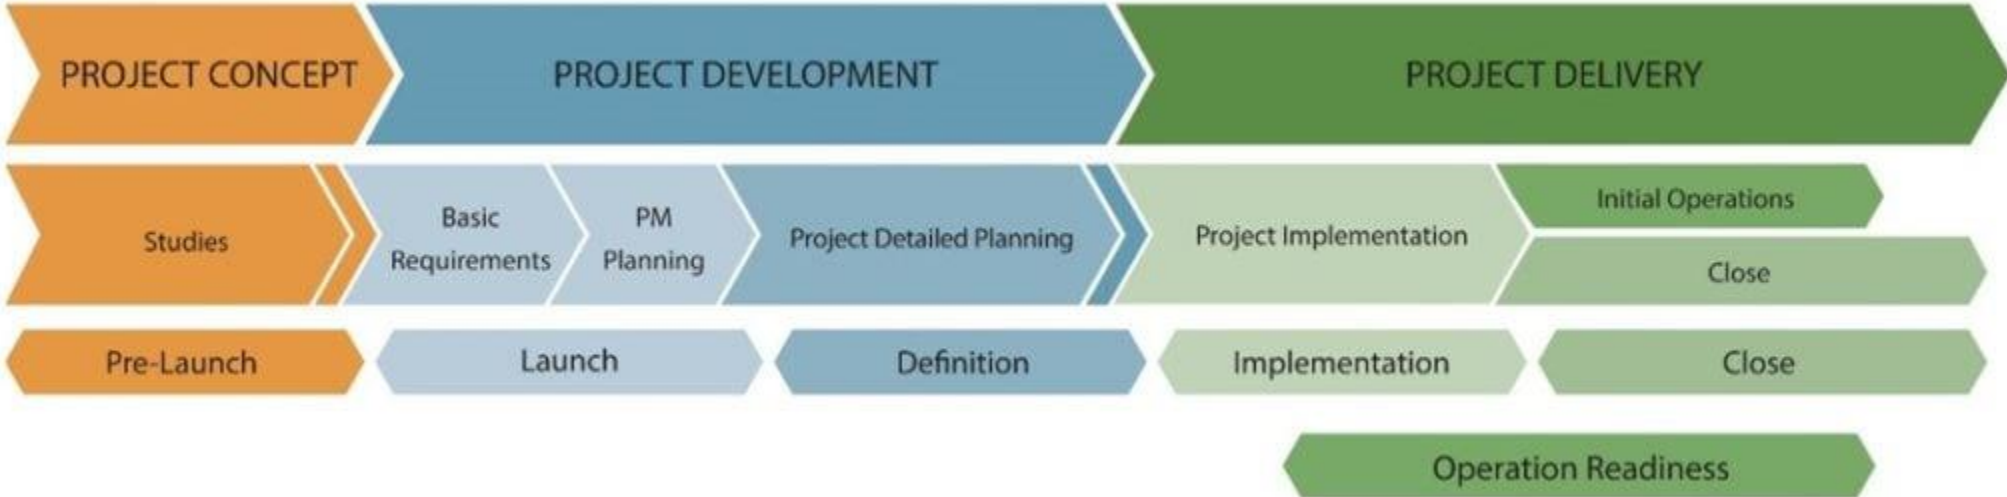 PROJECT CONCEPT
PROJECT DEVELOPMENT
PROJECT DELIVERY
Studies
Basic
Requirements
PM
Planning
Project Detailed Planning
Project Implementation
Initial Operations
Close
Pre-Launch
Launch
Definition
Implementation
Close
Operation Readiness